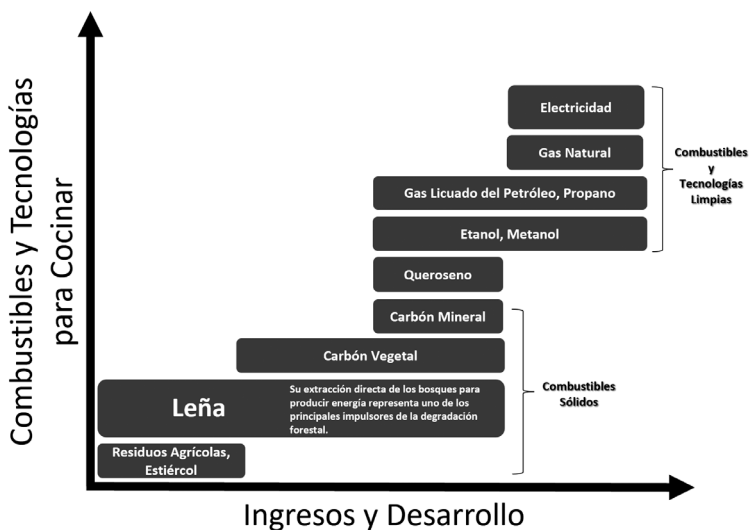 Combustibles y Tecnologías
para Cocinar
Electricidad
Gas Natural
Gas Licuado del Petróleo, Propano
Etanol, Metanol
Queroseno
Carbón Mineral
Carbón Vegetal
Leña
Su extracción directa de los bosques para
producir energía representa uno de los
principales impulsores de la degradación
forestal.
Residuos Agrícolas,
Estiércol
Combustibles
y
Tecnologías
Limpias
Combustibles
Sólidos
Ingresos y Desarrollo